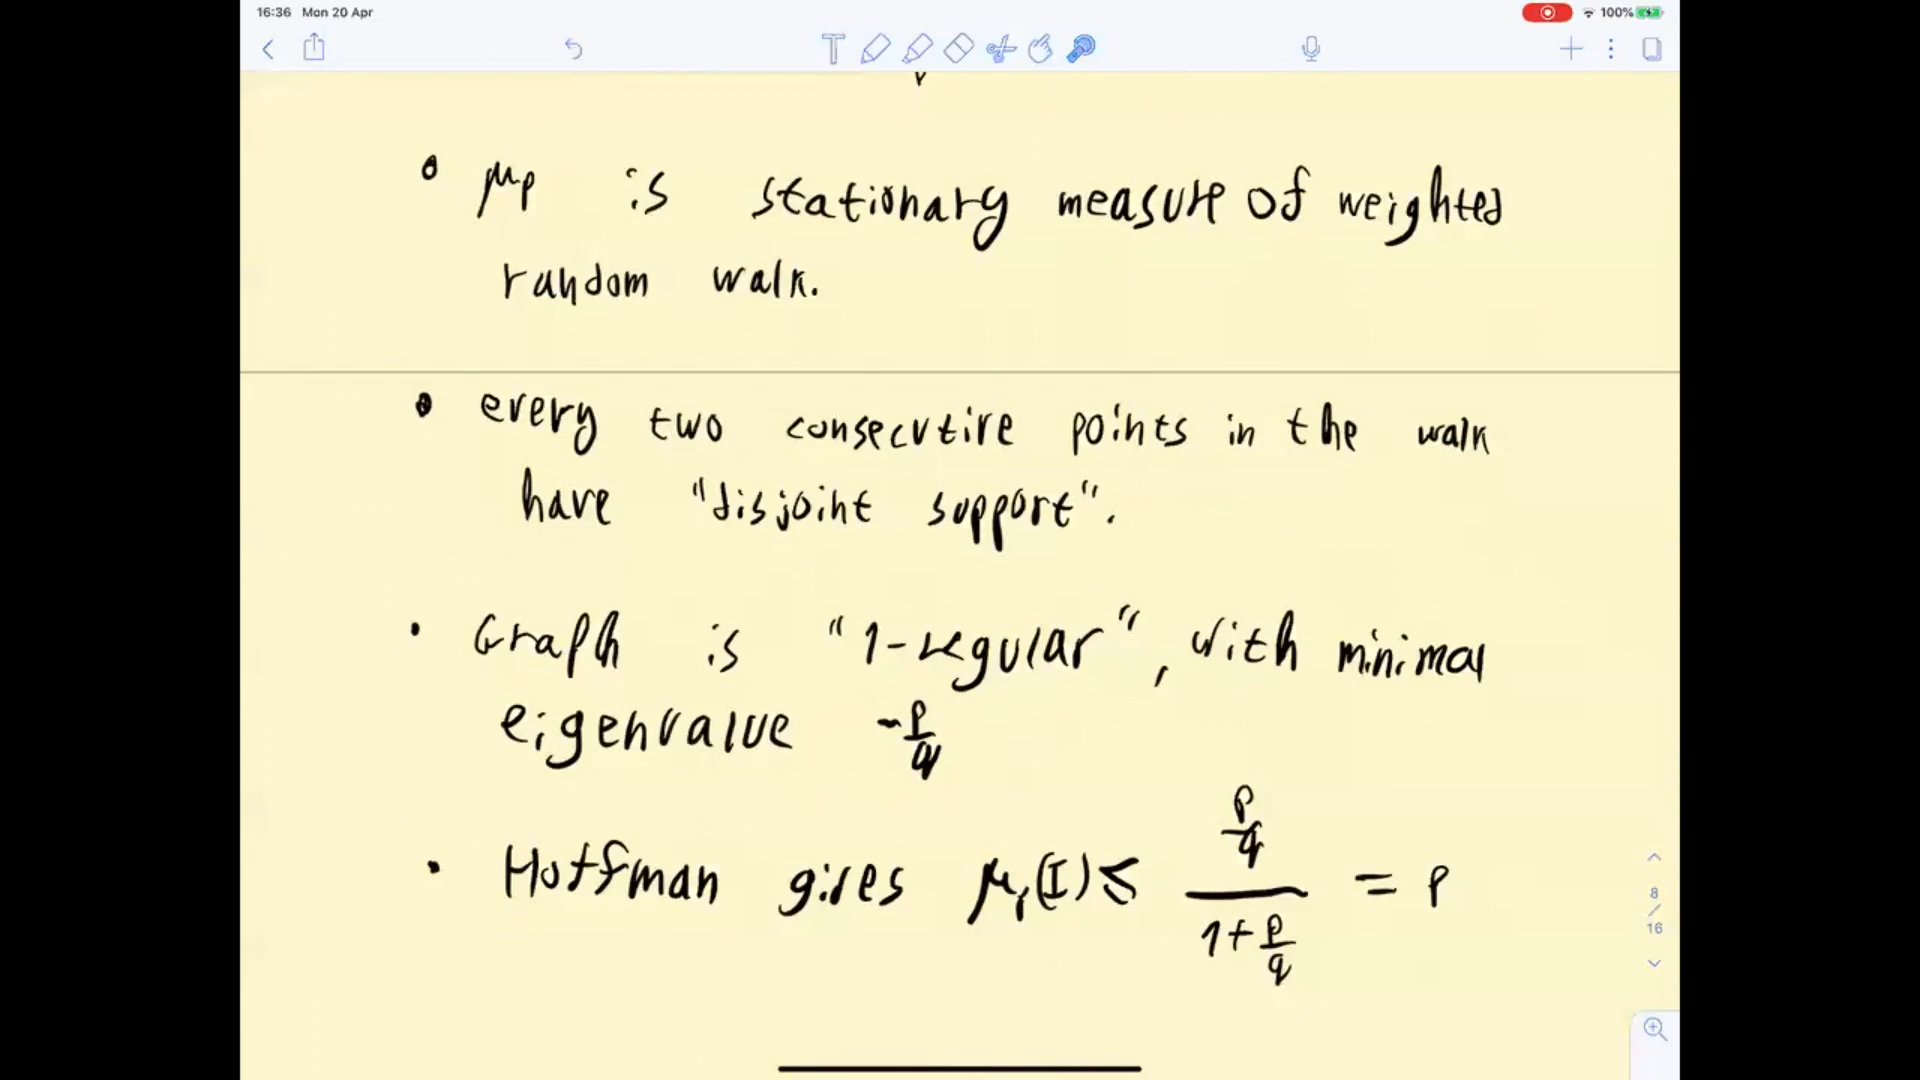 16:36 Mon 20 Apr
100%
T
• μp is stationary measure of weighted
random walk.
• every two consecutive points in the walk
have "disjoint support".
• Graph is "1-regular", with minimal
eigenvalue -p/q
• Hoffman gives μp(I) ≤ (p/q)/(1+p/q) = p
8
/
16